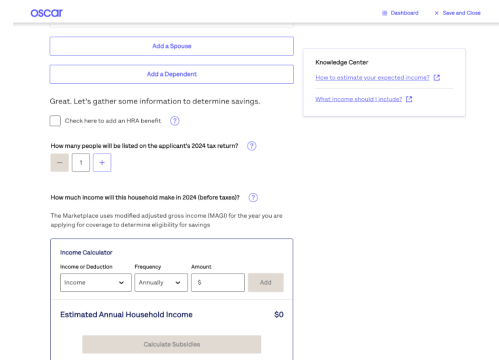 oscar
Dashboard
Save and Close
Add a Spouse
Add a Dependent
Great. Let's gather some information to determine savings.
Check here to add an HRA benefit
How many people will be listed on the applicant's 2024 tax return?
1
How much income will this household make in 2024 (before taxes)?
The Marketplace uses modified adjusted gross income (MAGI) for the year you are
applying for coverage to determine eligibility for savings
Income Calculator
Income or Deduction Frequency Amount
Income Annually $ Add
Estimated Annual Household Income $0
Calculate Subsidies
Knowledge Center
How to estimate your expected income?
What income should I include?